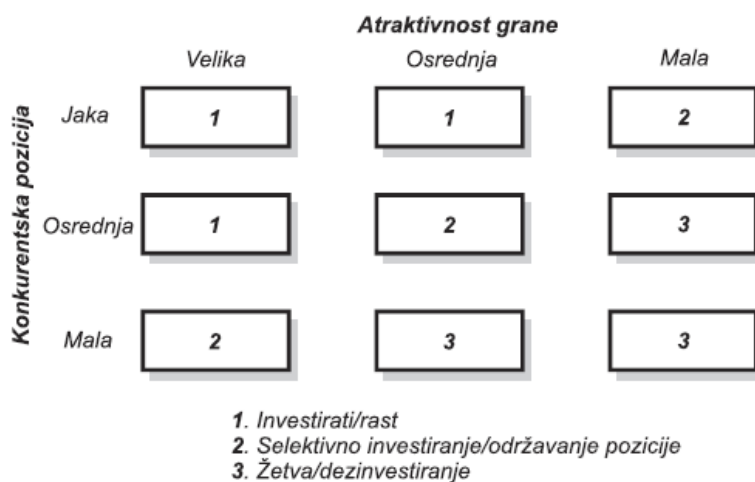 Atraktivnost grane
Velika Osrednja Mala
Konkurentska pozicija
Jaka 1 1 2
Osrednja 1 2 3
Mala 2 3 3
1. Investirati/rast
2. Selektivno investiranje/održavanje pozicije
3. Žetva/dezinvestiranje